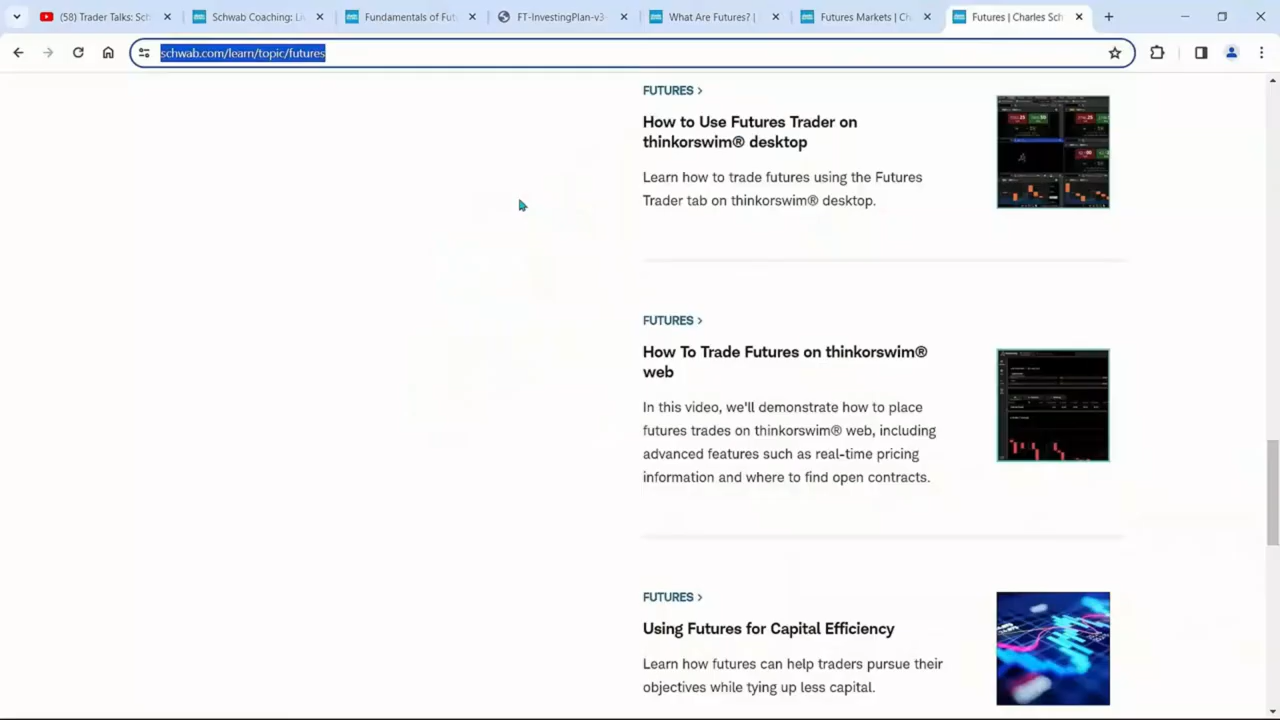 (58) Trader Talks: Sch
Schwab Coaching: Li
Fundamentals of Futu
FT-InvestingPlan-v3-
What Are Futures? |
Futures Markets | Ch
Futures | Charles Sch
schwab.com/learn/topic/futures
FUTURES >
How to Use Futures Trader on
thinkorswim® desktop
Learn how to trade futures using the Futures
Trader tab on thinkorswim® desktop.
FUTURES >
How To Trade Futures on thinkorswim®
web
In this video, we'll demonstrate how to place
futures trades on thinkorswim® web, including
advanced features such as real-time pricing
information and where to find open contracts.
FUTURES >
Using Futures for Capital Efficiency
Learn how futures can help traders pursue their
objectives while tying up less capital.